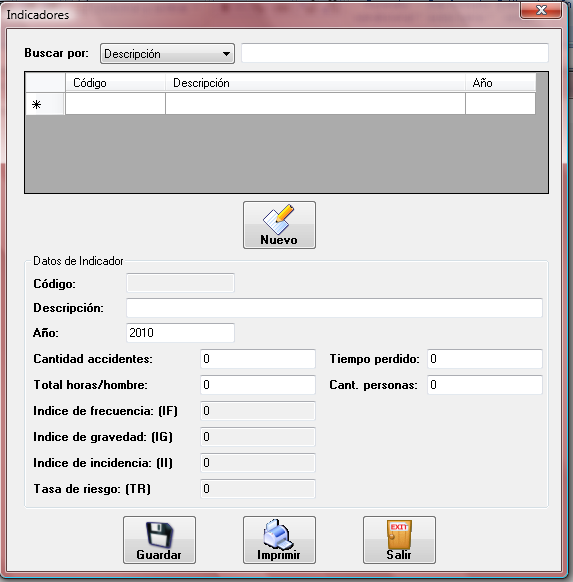 Indicadores
Buscar por: Descripción
Código Descripción Año
*
Nuevo
Datos de Indicador
Código:
Descripción:
Año: 2010
Cantidad accidentes: 0 Tiempo perdido: 0
Total horas/hombre: 0 Cant. personas: 0
Indice de frecuencia: (IF) 0
Indice de gravedad: (IG) 0
Indice de incidencia: (II) 0
Tasa de riesgo: (TR) 0
EXIT
Guardar Imprimir Salir